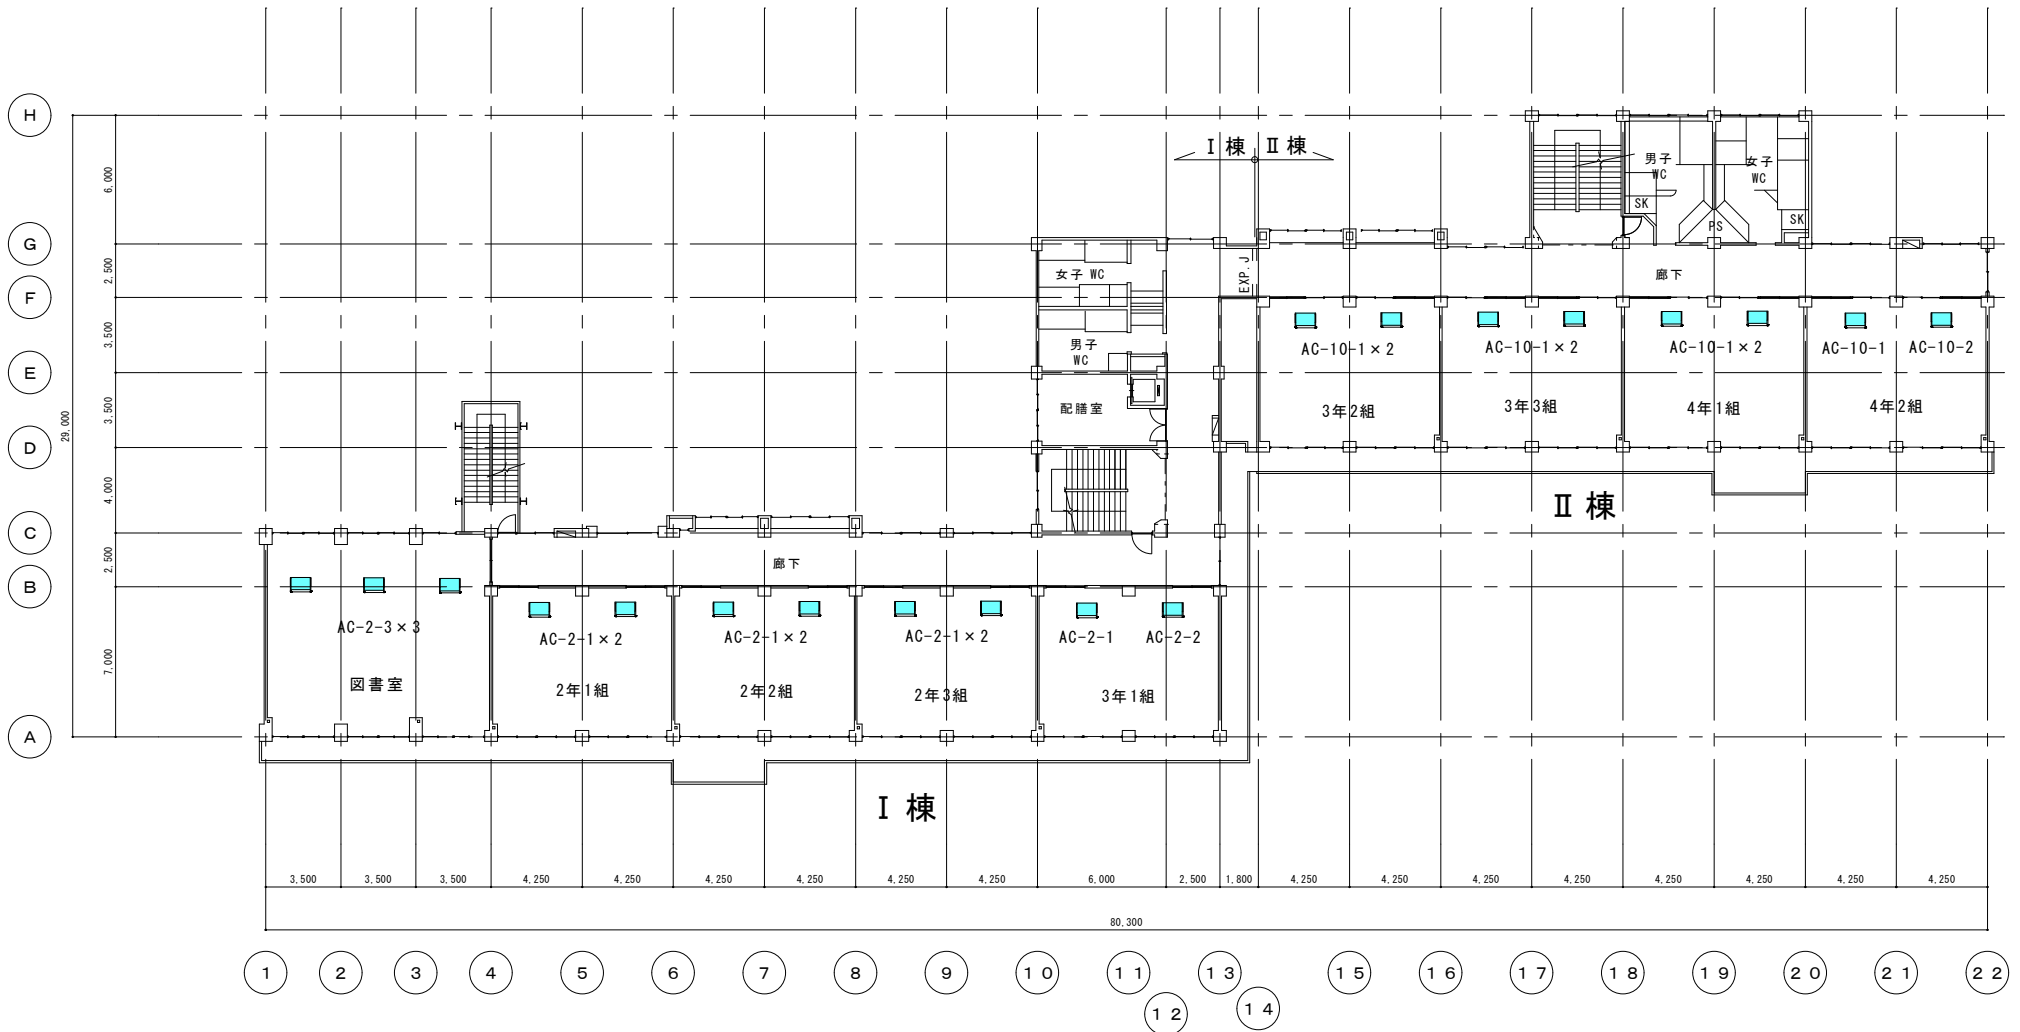 H
G
F
E
D
C
B
A
6,000
2,500
3,500
3,500
4,000
2,500
7,000
29,000
Ⅰ棟 Ⅱ棟
男子
WC
女子
WC
SK
PS
SK
廊下
女子 WC
EXP.J
男子
WC
配膳室
AC-10-1×2
AC-10-1×2
AC-10-1×2
AC-10-1
AC-10-2
3年2組
3年3組
4年1組
4年2組
Ⅱ棟
廊下
AC-2-3×3
AC-2-1×2
AC-2-1×2
AC-2-1×2
AC-2-1
AC-2-2
図書室
2年1組
2年2組
2年3組
3年1組
Ⅰ棟
3,500 3,500 3,500 4,250 4,250 4,250 4,250 4,250 4,250 6,000 2,500 1,800 4,250 4,250 4,250 4,250 4,250 4,250 4,250 4,250
80,300
1 2 3 4 5 6 7 8 9 10 11 13 15 16 17 18 19 20 21 22
12 14